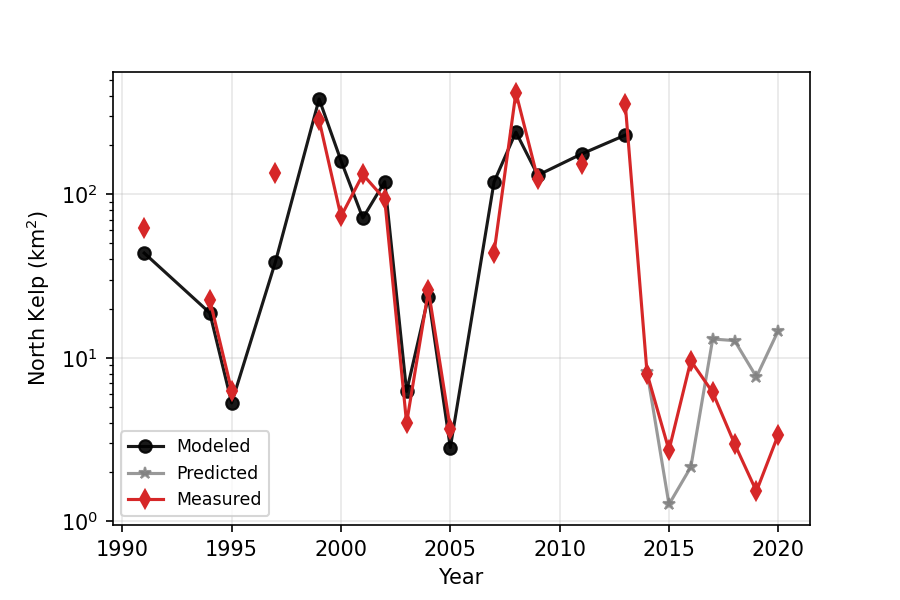 North Kelp (km²)
10²
10¹
10⁰
Modeled
Predicted
Measured
1990 1995 2000 2005 2010 2015 2020
Year